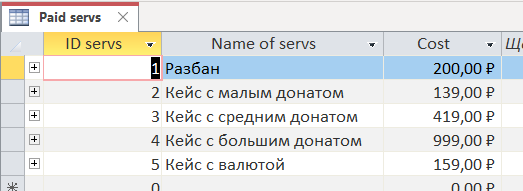 Paid servs
ID servs Name of servs Cost Щ
1 Разбан 200,00 ₽
2 Кейс с малым донатом 139,00 ₽
3 Кейс с средним донатом 419,00 ₽
4 Кейс с большим донатом 999,00 ₽
5 Кейс с валютой 159,00 ₽
0 0,00 ₽